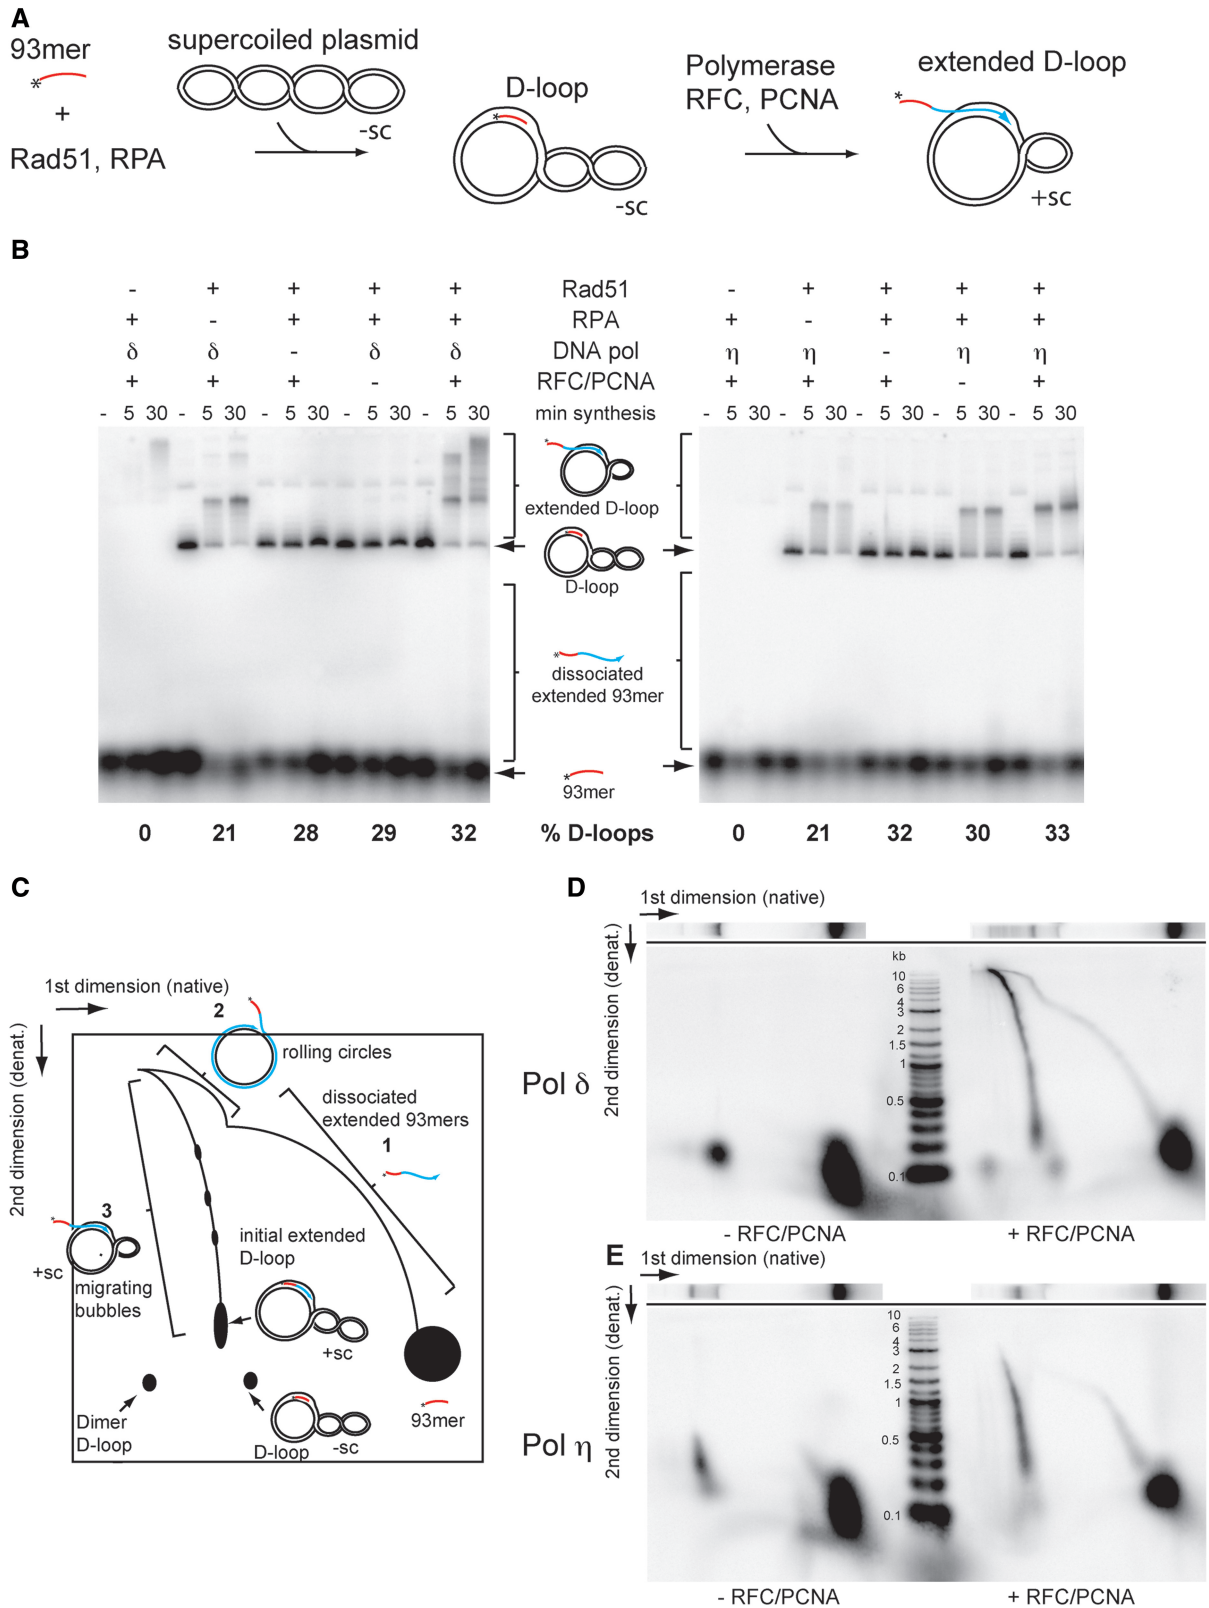 A
93mer
*
+
Rad51, RPA
supercoiled plasmid
-sc
D-loop
*
-sc
Polymerase
RFC, PCNA
extended D-loop
*
+sc
B
- + + + + Rad51 - + + + +
+ - + + + RPA + - + + +
δ δ - δ δ DNA pol η η - η η
+ + + - + RFC/PCNA + + + - +
- 5 30 - 5 30 - 5 30 - 5 30 - 5 30 min synthesis - 5 30 - 5 30 - 5 30 - 5 30 - 5 30
*
extended D-loop
*
D-loop
*
dissociated
extended 93mer
*
93mer
0 21 28 29 32 % D-loops 0 21 32 30 33
C
1st dimension (native)
2nd dimension (denat.)
2
*
rolling circles
dissociated
extended 93mers
1
*
3
*
+sc
migrating
bubbles
initial extended
D-loop
*
+sc
Dimer
D-loop
*
D-loop
-sc
*
93mer
D
1st dimension (native)
2nd dimension (denat.)
Pol δ
kb
10
6
4
3
2
1.5
1
0.5
0.1
- RFC/PCNA
+ RFC/PCNA
E
1st dimension (native)
2nd dimension (denat.)
Pol η
10
6
4
3
2
1.5
1
0.5
0.1
- RFC/PCNA
+ RFC/PCNA